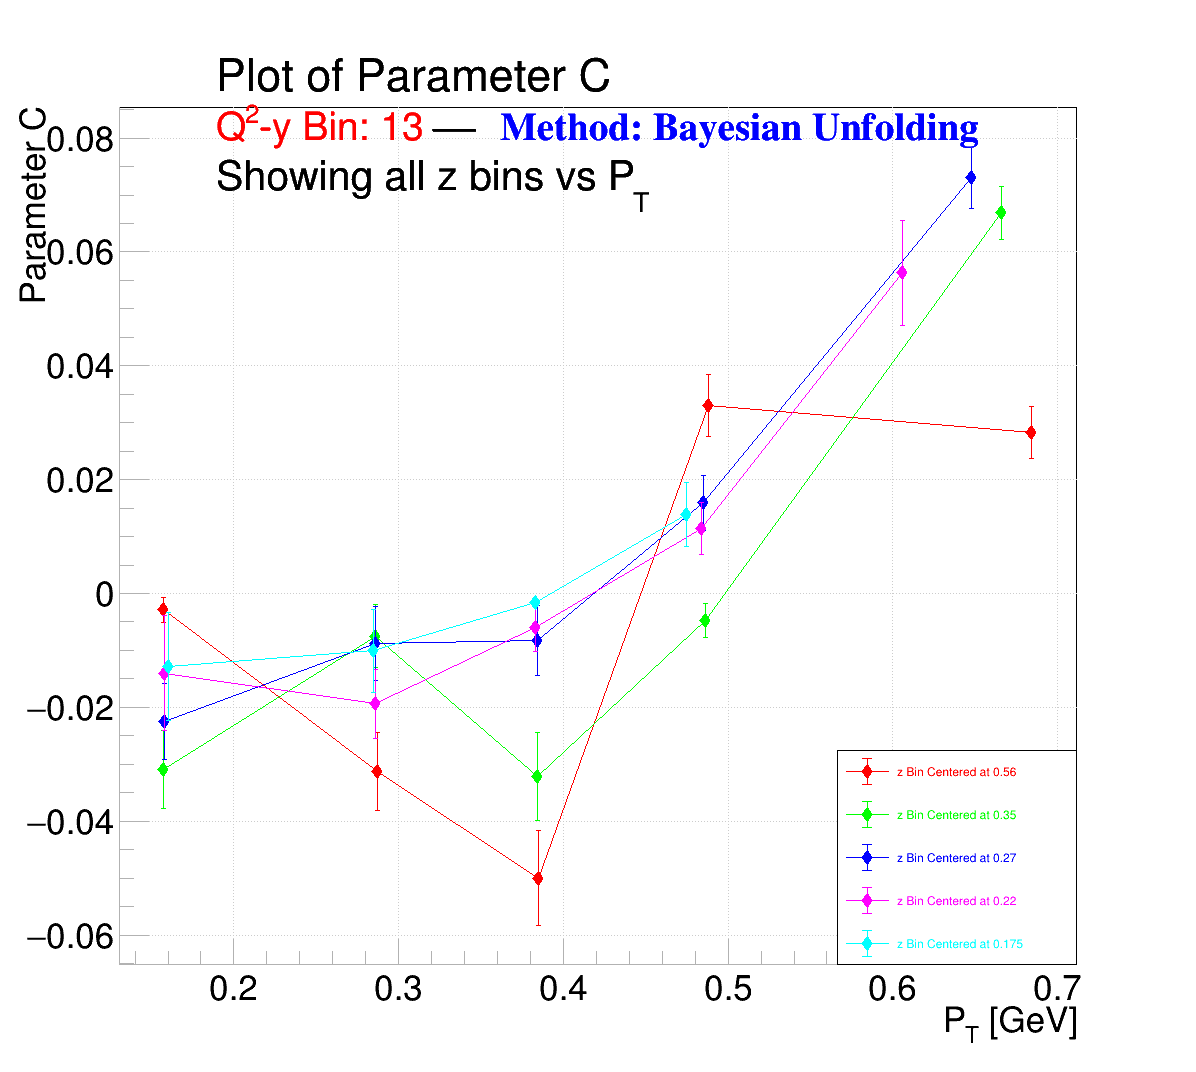 Plot of Parameter C
Q²-y Bin: 13 — Method: Bayesian Unfolding
Showing all z bins vs P_T
Parameter C
0.08
0.06
0.04
0.02
0
−0.02
−0.04
−0.06
z Bin Centered at 0.56
z Bin Centered at 0.35
z Bin Centered at 0.27
z Bin Centered at 0.22
z Bin Centered at 0.175
0.2 0.3 0.4 0.5 0.6 0.7
P_T [GeV]